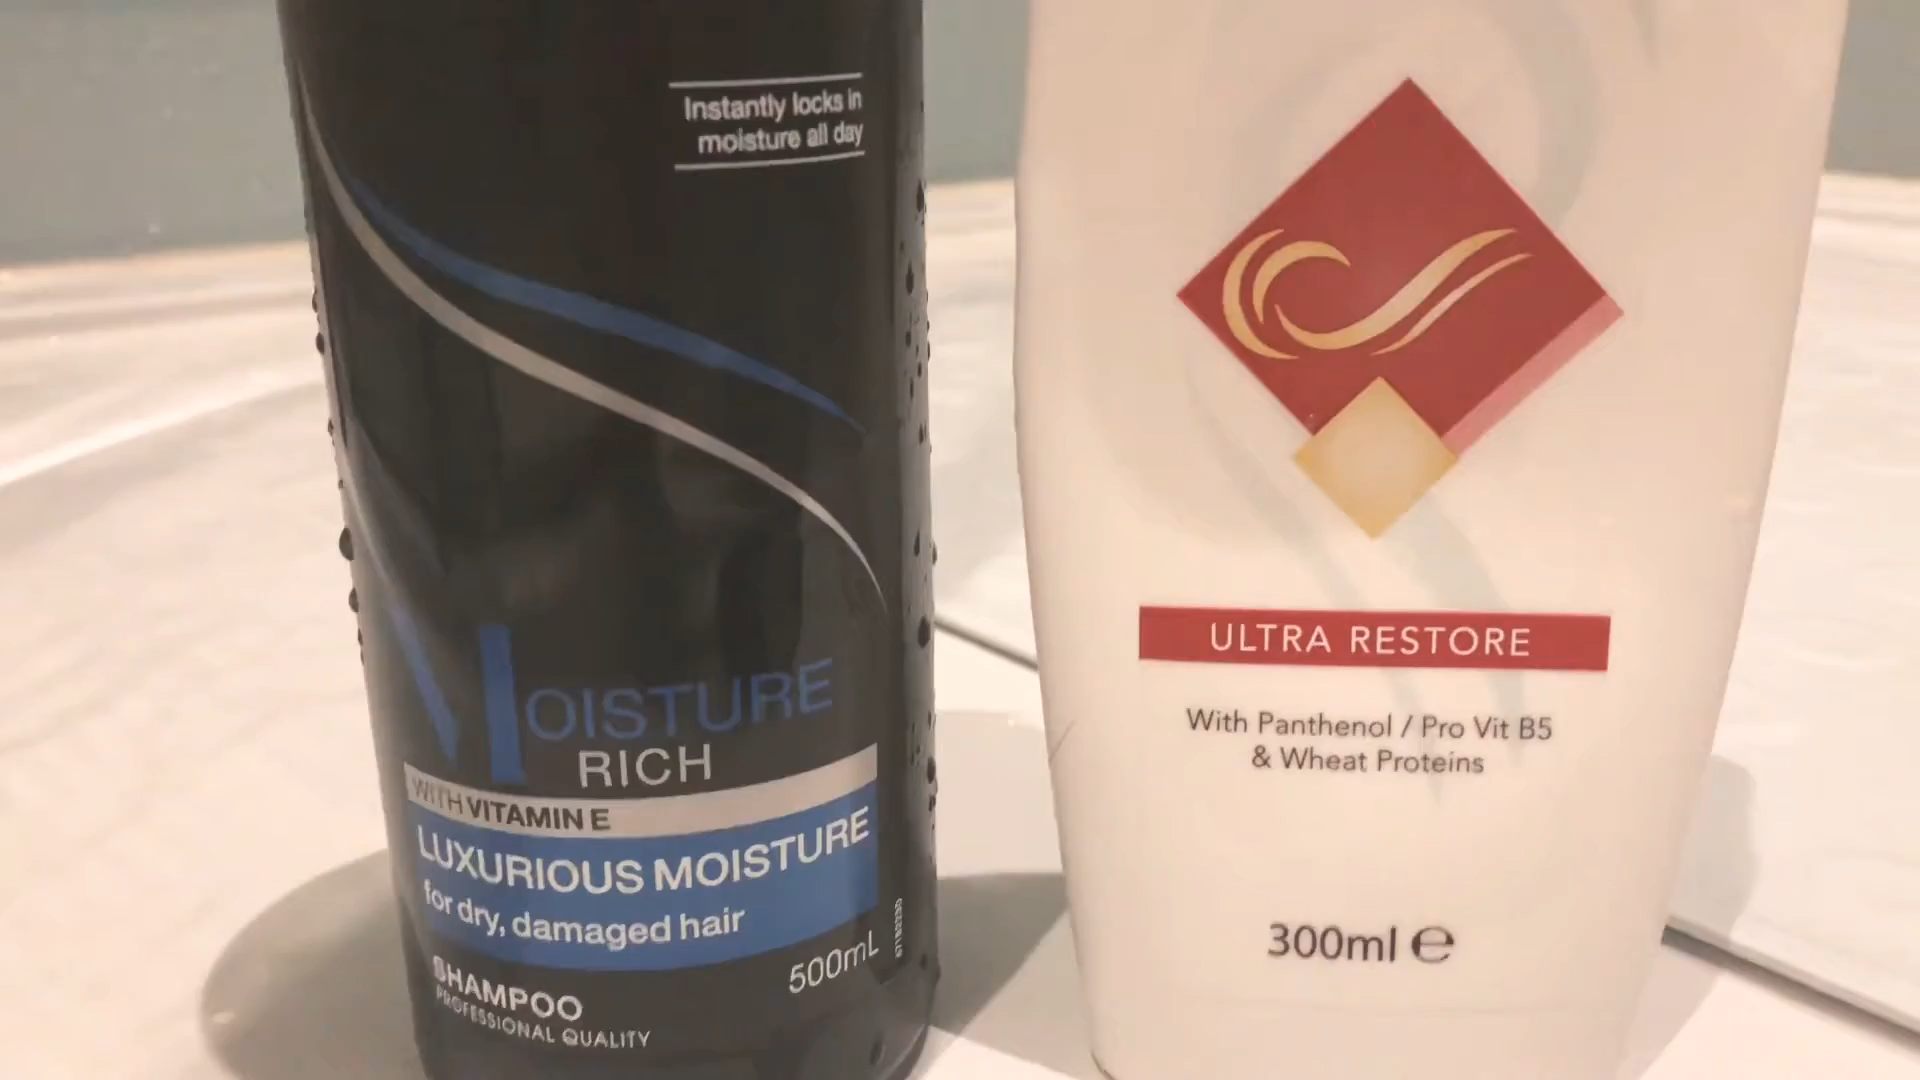 Instantly locks in
moisture all day
MOISTURE
RICH
WITH VITAMIN E
LUXURIOUS MOISTURE
for dry, damaged hair
500mL
SHAMPOO
PROFESSIONAL QUALITY
ULTRA RESTORE
With Panthenol / Pro Vit B5
& Wheat Proteins
300ml ℮